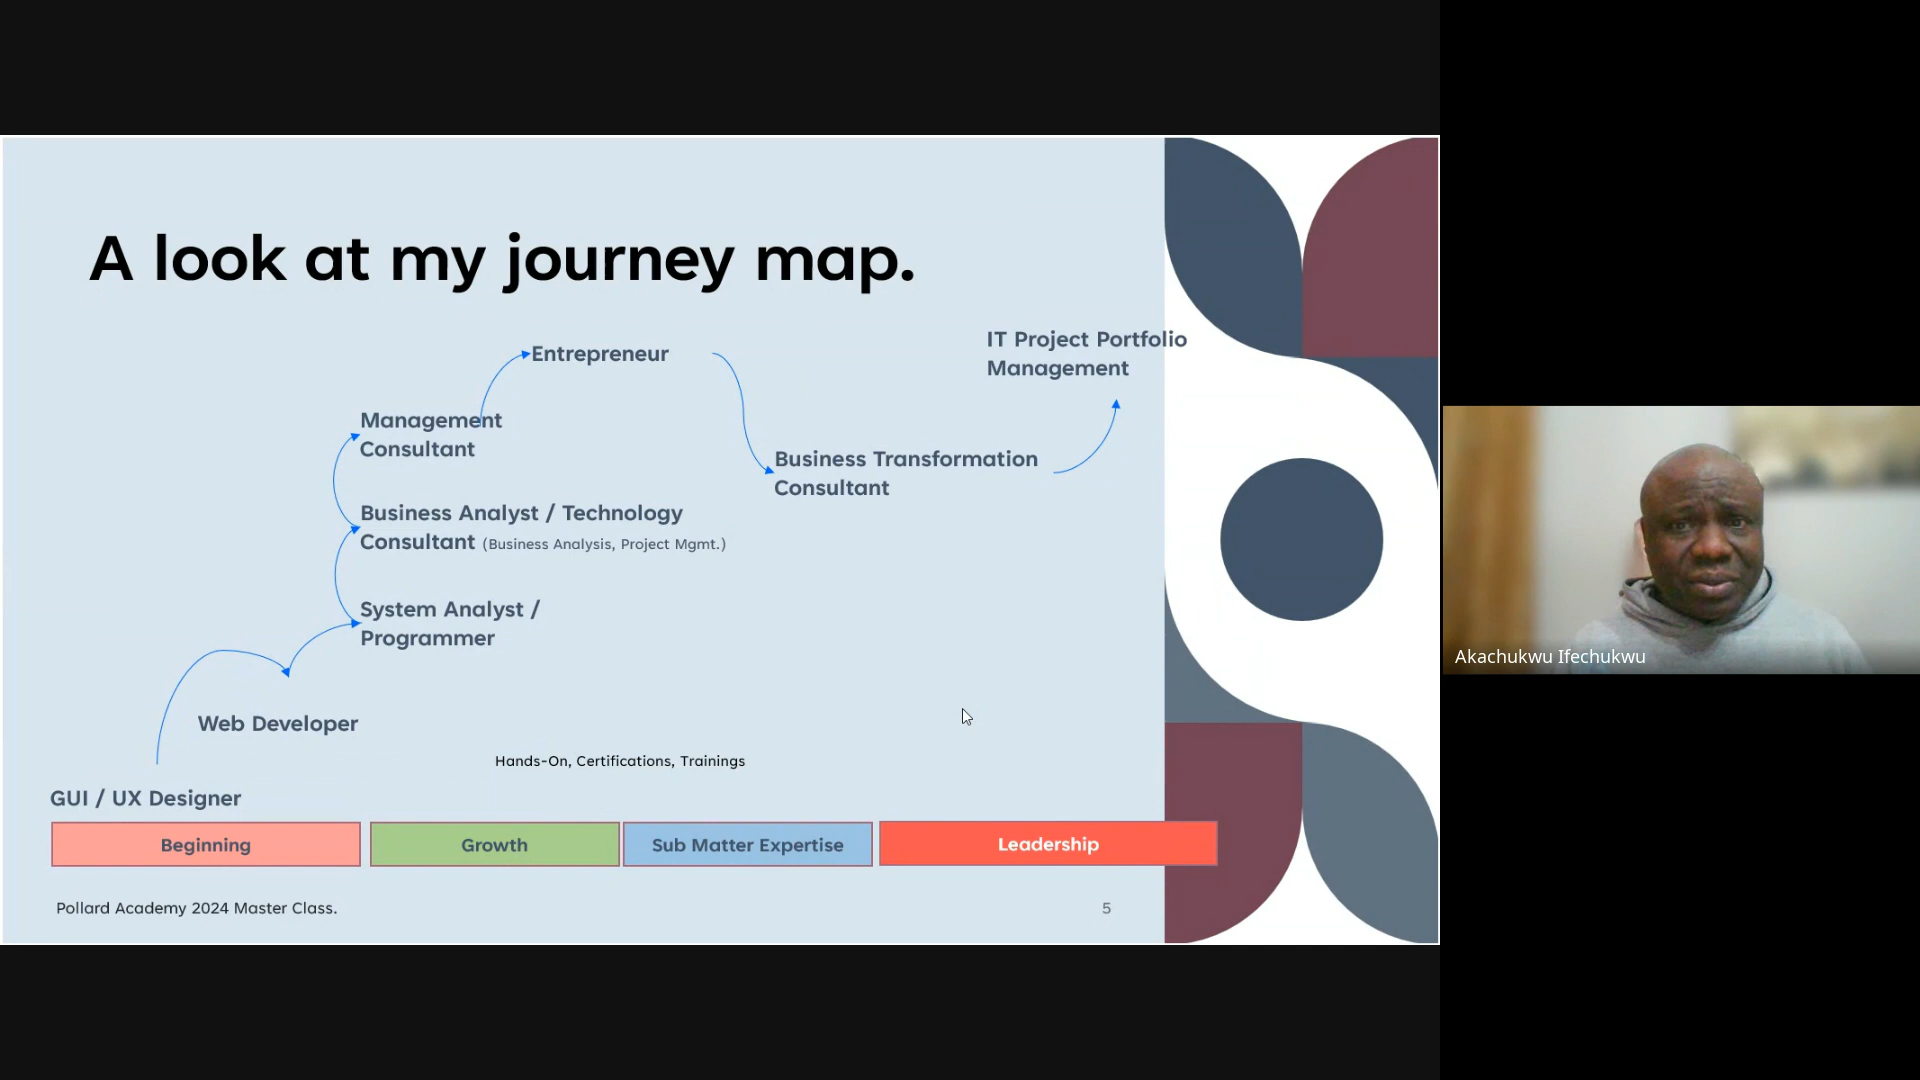 A look at my journey map.
IT Project Portfolio
Management
Entrepreneur
Management
Consultant
Business Transformation
Consultant
Business Analyst / Technology
Consultant (Business Analysis, Project Mgmt.)
System Analyst /
Programmer
Web Developer
Hands-On, Certifications, Trainings
GUI / UX Designer
Beginning
Growth
Sub Matter Expertise
Leadership
Pollard Academy 2024 Master Class.
5
Akachukwu Ifechukwu